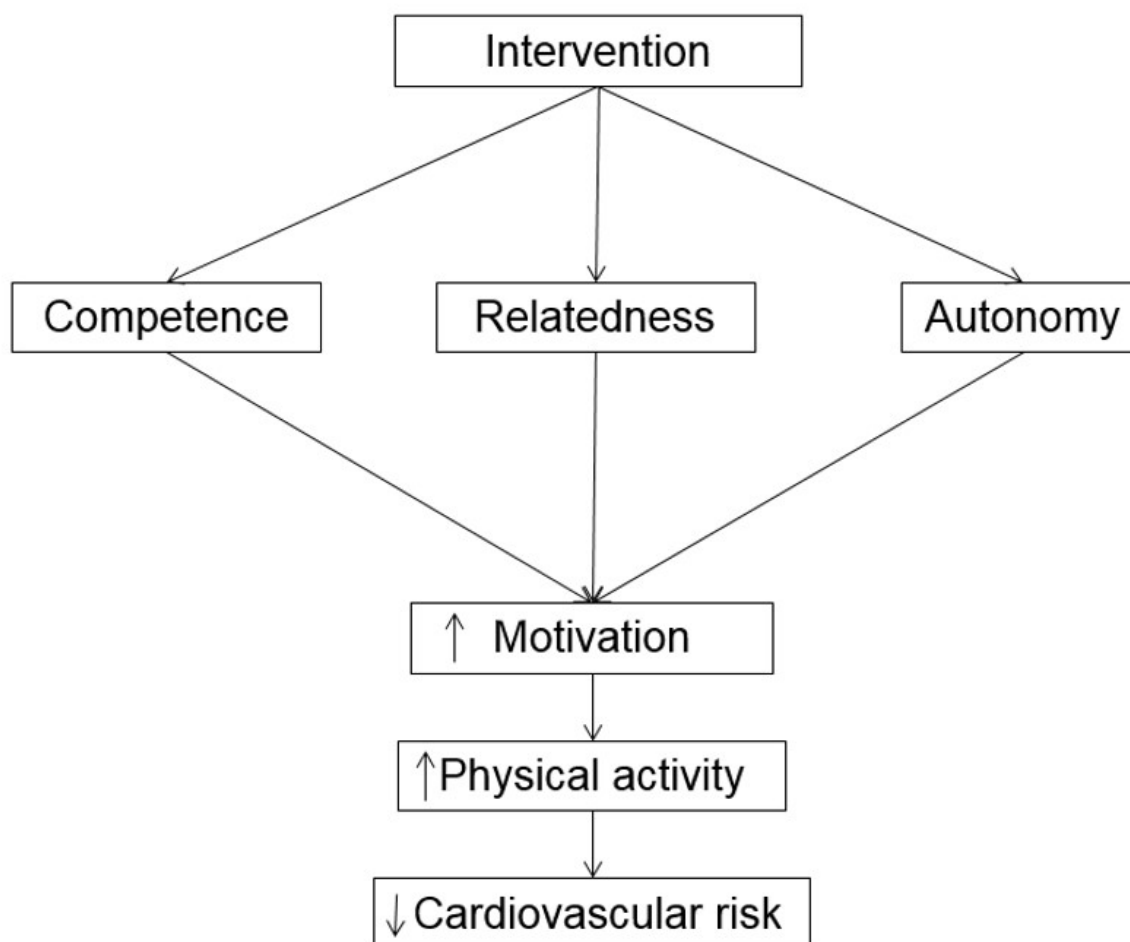 Intervention
Competence
Relatedness
Autonomy
↑ Motivation
↑Physical activity
↓ Cardiovascular risk